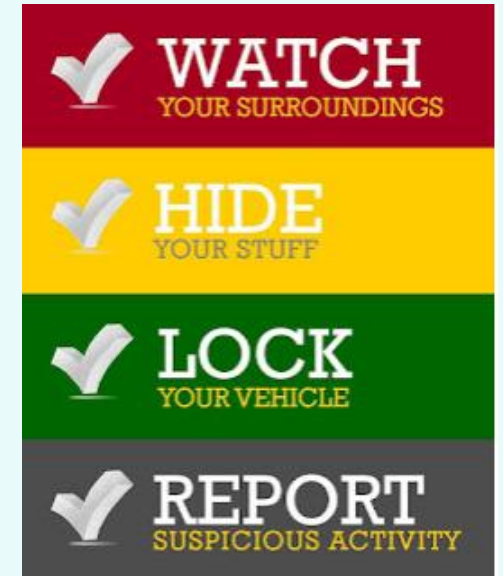 WATCH
YOUR SURROUNDINGS
HIDE
YOUR STUFF
LOCK
YOUR VEHICLE
REPORT
SUSPICIOUS ACTIVITY